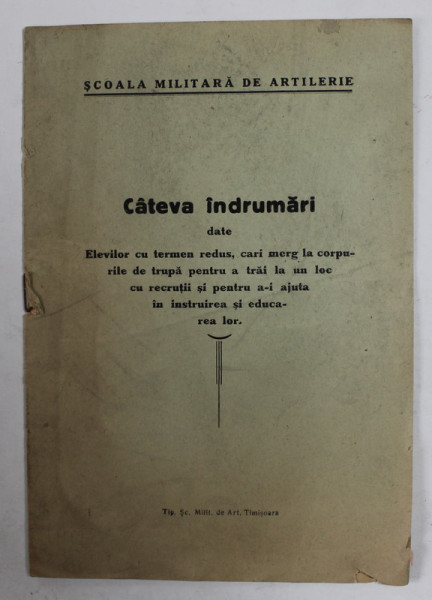 ȘCOALA MILITARĂ DE ARTILERIE
Câteva îndrumări
date
Elevilor cu termen redus, cari merg la corpu-
rile de trupă pentru a trăi la un loc
cu recruții și pentru a-i ajuta
in instruirea și educa-
rea lor.
Tip. Șc. Milit. de Art. Timișoara